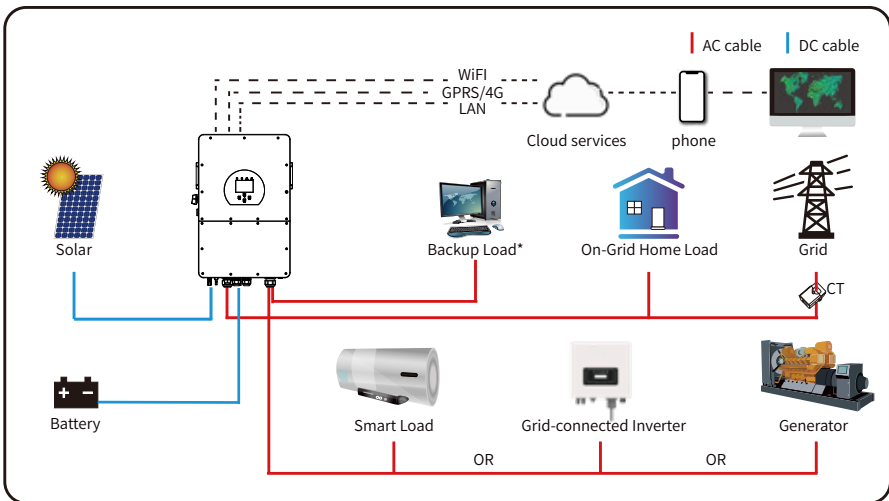 AC cable
DC cable
WiFI
GPRS/4G
LAN
Cloud services
phone
Solar
Backup Load*
On-Grid Home Load
Grid
CT
Battery
Smart Load
Grid-connected Inverter
Generator
OR
OR